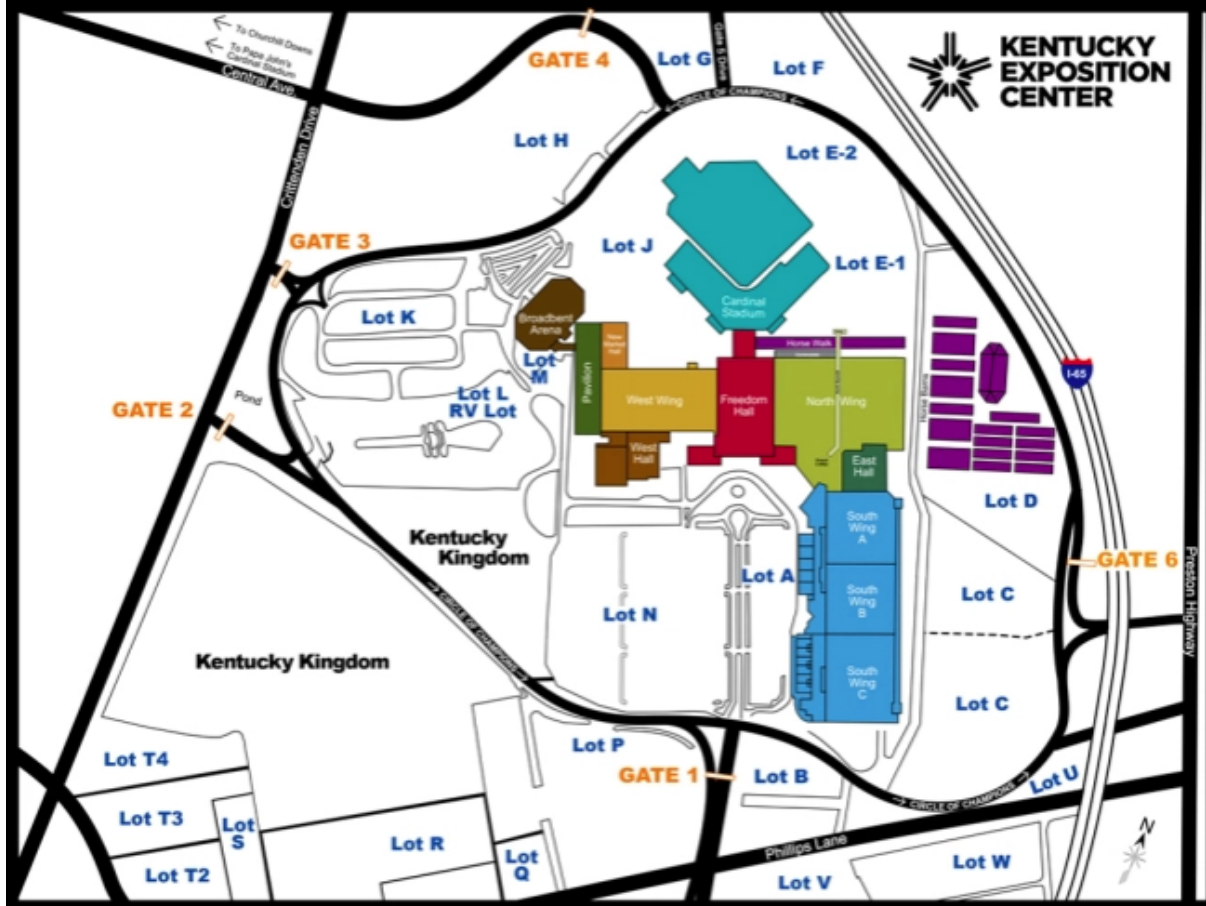 To Churchill Downs
To Papa John's
Cardinal Stadium
Central Ave
Crittenden Drive
GATE 4
Lot G
Gate 5 Drive
Lot F
KENTUCKY
EXPOSITION
CENTER
CIRCLE OF CHAMPIONS
Lot H
Lot E-2
GATE 3
Lot J
Lot E-1
Lot K
Broadbent
Arena
Cardinal
Stadium
New
Market
Hall
Horse Walk
I-65
Lot
M
Pavilion
West Wing
Freedom
Hall
North Wing
Horse Barns
GATE 2
Pond
Lot L
RV Lot
West
Hall
East
Hall
Lot D
South
Wing
A
Kentucky
Kingdom
GATE 6
Preston Highway
Lot A
Lot C
South
Wing
B
Lot N
CIRCLE OF CHAMPIONS
Kentucky Kingdom
South
Wing
C
Lot C
Lot P
GATE 1
Lot B
Lot U
CIRCLE OF CHAMPIONS
Lot T4
Lot T3
Lot
S
Lot R
Lot T2
Lot
Q
Phillips Lane
Lot V
Lot W
N